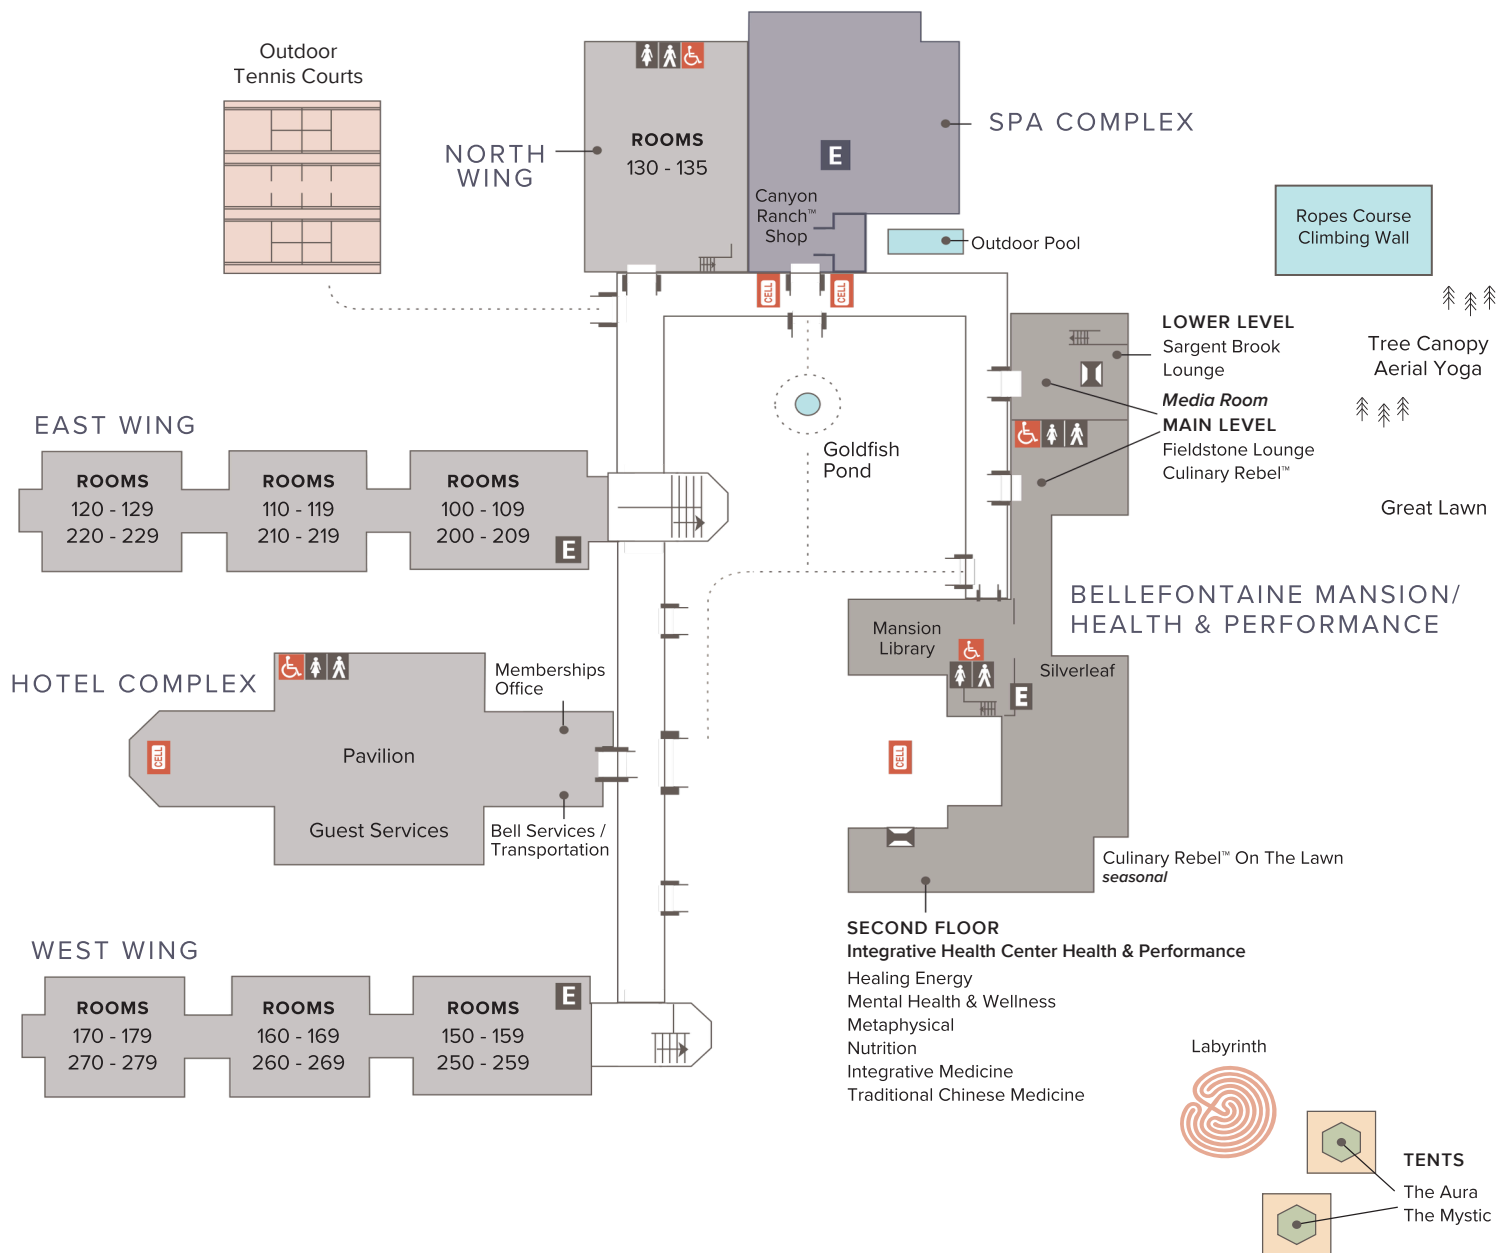 Outdoor
Tennis Courts
NORTH
WING
ROOMS
130 - 135
E
SPA COMPLEX
Canyon
Ranch™
Shop
Outdoor Pool
CELL
CELL
Ropes Course
Climbing Wall
LOWER LEVEL
Sargent Brook
Lounge
Media Room
MAIN LEVEL
Fieldstone Lounge
Culinary Rebel™
Tree Canopy
Aerial Yoga
Great Lawn
Goldfish
Pond
EAST WING
ROOMS
120 - 129
220 - 229
ROOMS
110 - 119
210 - 219
ROOMS
100 - 109
200 - 209
E
BELLEFONTAINE MANSION/
HEALTH & PERFORMANCE
Mansion
Library
Silverleaf
E
HOTEL COMPLEX
Memberships
Office
CELL
Pavilion
Guest Services
Bell Services /
Transportation
CELL
Culinary Rebel™ On The Lawn
seasonal
SECOND FLOOR
Integrative Health Center Health & Performance
Healing Energy
Mental Health & Wellness
Metaphysical
Nutrition
Integrative Medicine
Traditional Chinese Medicine
WEST WING
ROOMS
170 - 179
270 - 279
ROOMS
160 - 169
260 - 269
ROOMS
150 - 159
250 - 259
E
Labyrinth
TENTS
The Aura
The Mystic